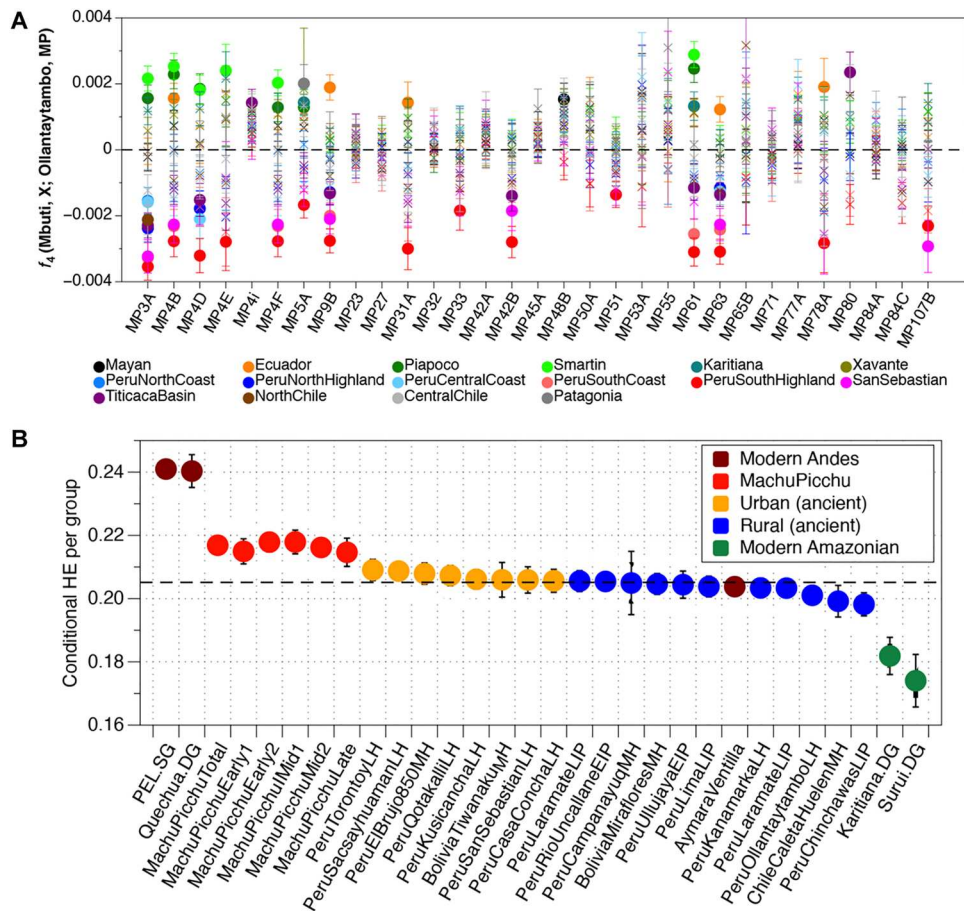 A
0.004
0.002
0
−0.002
−0.004
f4 (Mbuti, X; Ollantaytambo, MP)
MP3A MP4B MP4D MP4E MP4i MP4F MP5A MP9B MP23 MP27 MP31A MP32 MP33 MP42A MP42B MP45A MP48B MP50A MP51 MP53A MP55 MP61 MP63 MP65B MP71 MP77A MP78A MP80 MP84A MP84C MP107B
Mayan Ecuador Piapoco Smartin Karitiana Xavante
PeruNorthCoast PeruNorthHighland PeruCentralCoast PeruSouthCoast PeruSouthHighland SanSebastian
TiticacaBasin NorthChile CentralChile Patagonia
B
Conditional HE per group
0.24
0.22
0.20
0.18
0.16
Modern Andes
MachuPicchu
Urban (ancient)
Rural (ancient)
Modern Amazonian
PEL.SG
Quechua.DG
MachuPicchuTotal
MachuPicchuEarly1
MachuPicchuEarly2
MachuPicchuMid1
MachuPicchuMid2
MachuPicchuLate
PeruTorontoyLH
PeruSacsayhuamanLH
PeruElBrujo850MH
PeruQotakalliLH
PeruKusicanchaLH
BoliviaTiwanakuMH
PeruSanSebastianLH
PeruCasaConchaLH
PeruLaramateLIP
PeruRioUncallaneEIP
PeruCampanayuqMH
BoliviaMirafloresMH
PeruUllujayaEIP
PeruLimaLIP
AymaraVentilla
PeruKanamarkaLH
PeruLaramateLIP
PeruOllantaytamboLH
ChileCaletaHuelenMH
PeruChinchawasLIP
Karitiana.DG
Surui.DG